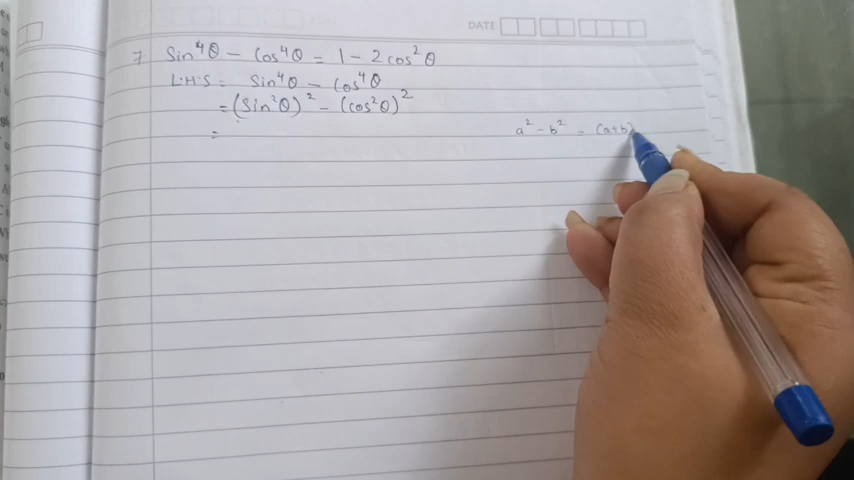 DATE
7 Sin⁴θ - Cos⁴θ = 1 - 2 cos²θ
L.H.S = Sin⁴θ - Cos⁴θ
= (Sin²θ)² - (cos²θ)²
a² - b² = (a+b)
=